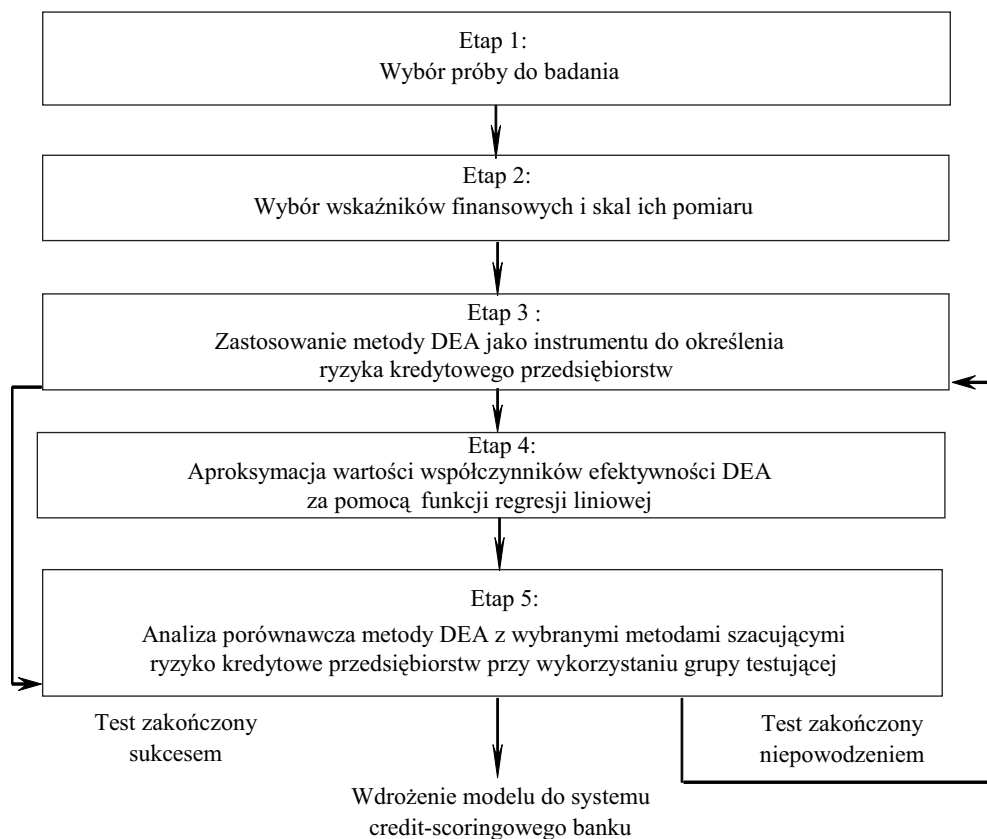 Etap 1:
Wybór próby do badania
Etap 2:
Wybór wskaźników finansowych i skal ich pomiaru
Etap 3 :
Zastosowanie metody DEA jako instrumentu do określenia
ryzyka kredytowego przedsiębiorstw
Etap 4:
Aproksymacja wartości współczynników efektywności DEA
za pomocą funkcji regresji liniowej
Etap 5:
Analiza porównawcza metody DEA z wybranymi metodami szacującymi
ryzyko kredytowe przedsiębiorstw przy wykorzystaniu grupy testującej
Test zakończony
sukcesem
Test zakończony
niepowodzeniem
Wdrożenie modelu do systemu
credit-scoringowego banku